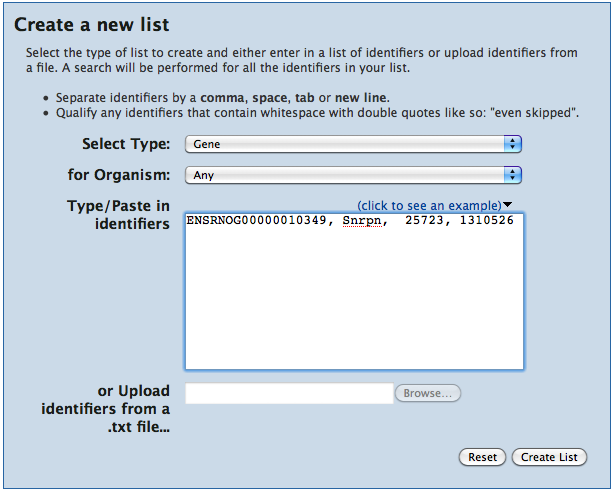 Create a new list
Select the type of list to create and either enter in a list of identifiers or upload identifiers from
a file. A search will be performed for all the identifiers in your list.
• Separate identifiers by a comma, space, tab or new line.
• Qualify any identifiers that contain whitespace with double quotes like so: "even skipped".
Select Type:
Gene
for Organism:
Any
Type/Paste in
identifiers
(click to see an example)
ENSRNOG00000010349, Snrpn,  25723, 1310526
or Upload
identifiers from a
.txt file...
Browse...
Reset
Create List